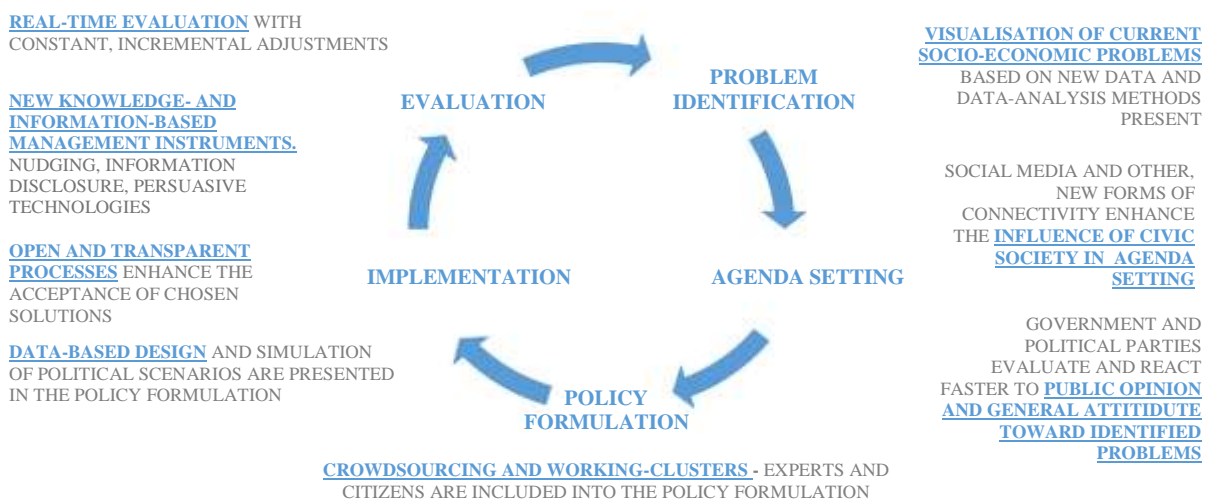 REAL-TIME EVALUATION WITH
CONSTANT, INCREMENTAL ADJUSTMENTS
NEW KNOWLEDGE- AND
INFORMATION-BASED
MANAGEMENT INSTRUMENTS.
NUDGING, INFORMATION
DISCLOSURE, PERSUASIVE
TECHNOLOGIES
OPEN AND TRANSPARENT
PROCESSES ENHANCE THE
ACCEPTANCE OF CHOSEN
SOLUTIONS
DATA-BASED DESIGN AND SIMULATION
OF POLITICAL SCENARIOS ARE PRESENTED
IN THE POLICY FORMULATION
EVALUATION
PROBLEM
IDENTIFICATION
IMPLEMENTATION
AGENDA SETTING
POLICY
FORMULATION
CROWDSOURCING AND WORKING-CLUSTERS - EXPERTS AND
CITIZENS ARE INCLUDED INTO THE POLICY FORMULATION
VISUALISATION OF CURRENT
SOCIO-ECONOMIC PROBLEMS
BASED ON NEW DATA AND
DATA-ANALYSIS METHODS
PRESENT
SOCIAL MEDIA AND OTHER,
NEW FORMS OF
CONNECTIVITY ENHANCE
THE INFLUENCE OF CIVIC
SOCIETY IN AGENDA
SETTING
GOVERNMENT AND
POLITICAL PARTIES
EVALUATE AND REACT
FASTER TO PUBLIC OPINION
AND GENERAL ATTITIDUTE
TOWARD IDENTIFIED
PROBLEMS